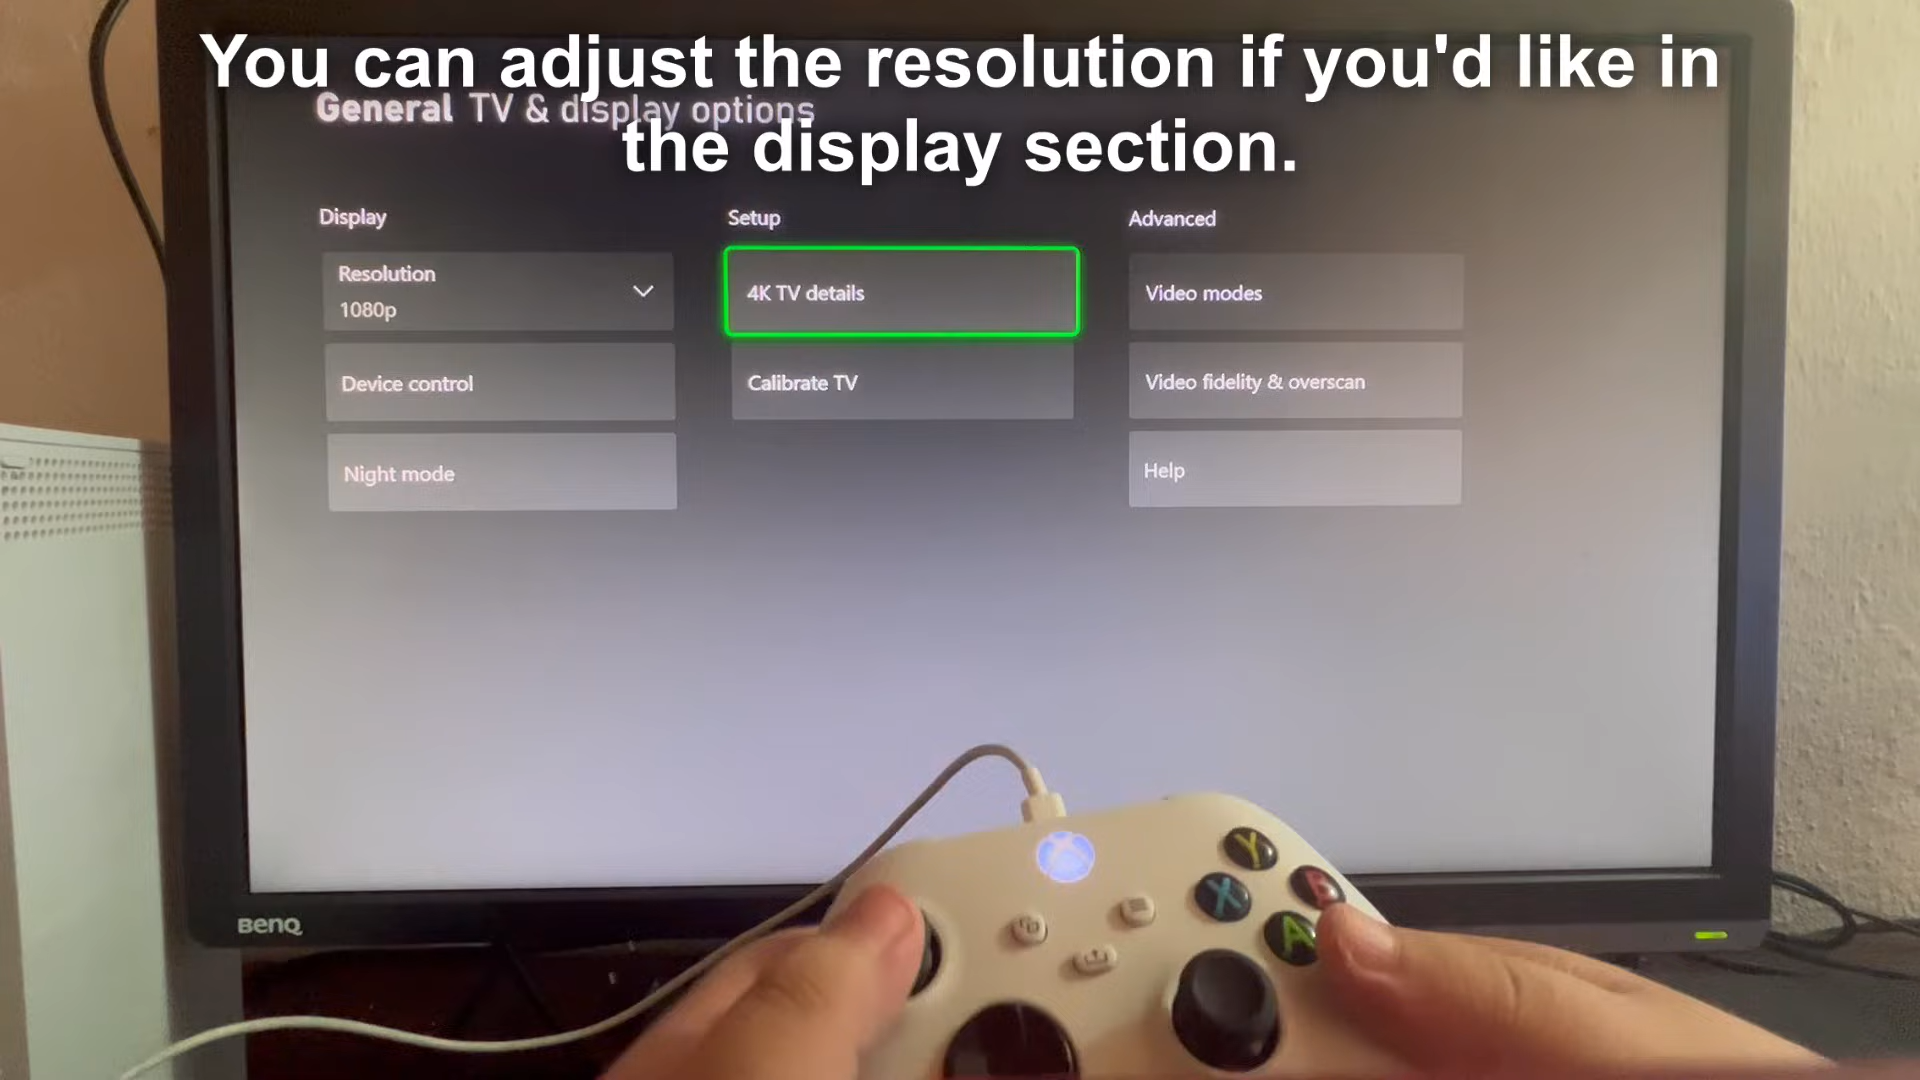 You can adjust the resolution if you'd like in
the display section.
General TV & display options
Display
Resolution
1080p
Device control
Night mode
Setup
4K TV details
Calibrate TV
Advanced
Video modes
Video fidelity & overscan
Help
BenQ
Y
X
B
A